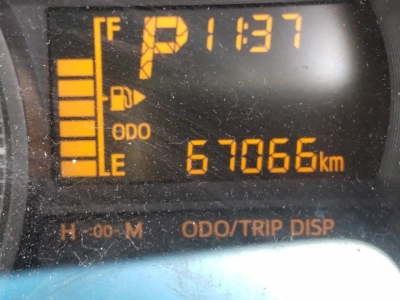 F P 11:37
ODO
E 67066km
H :00- M ODO/TRIP DISP